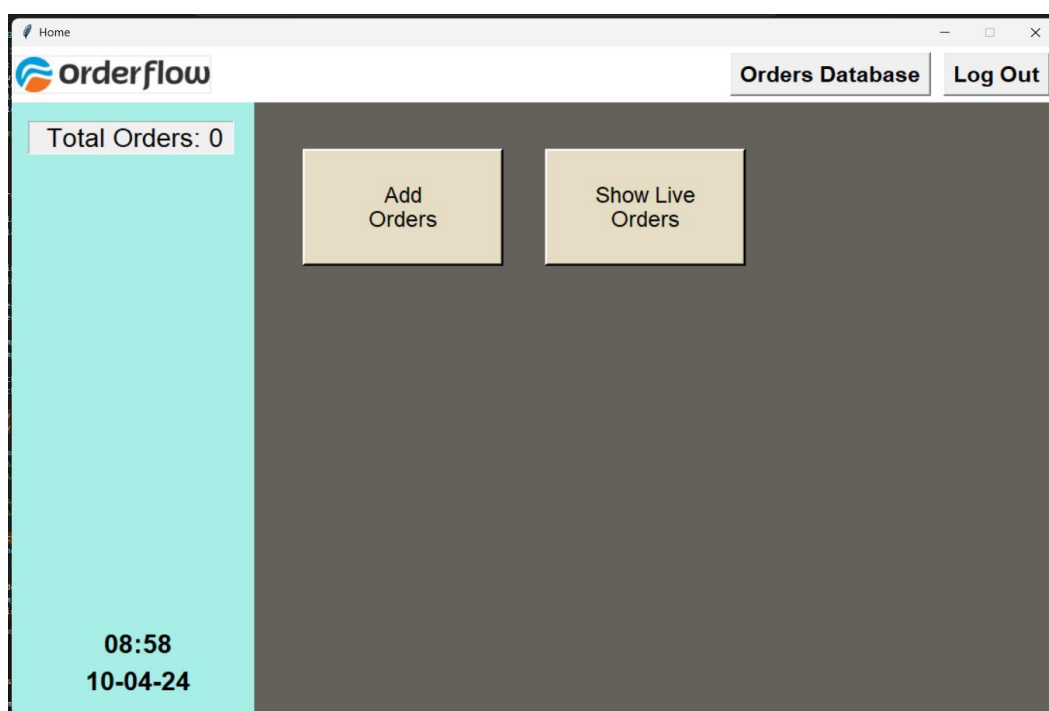 Home
Orderflow
Orders Database
Log Out
Total Orders: 0
Add
Orders
Show Live
Orders
08:58
10-04-24